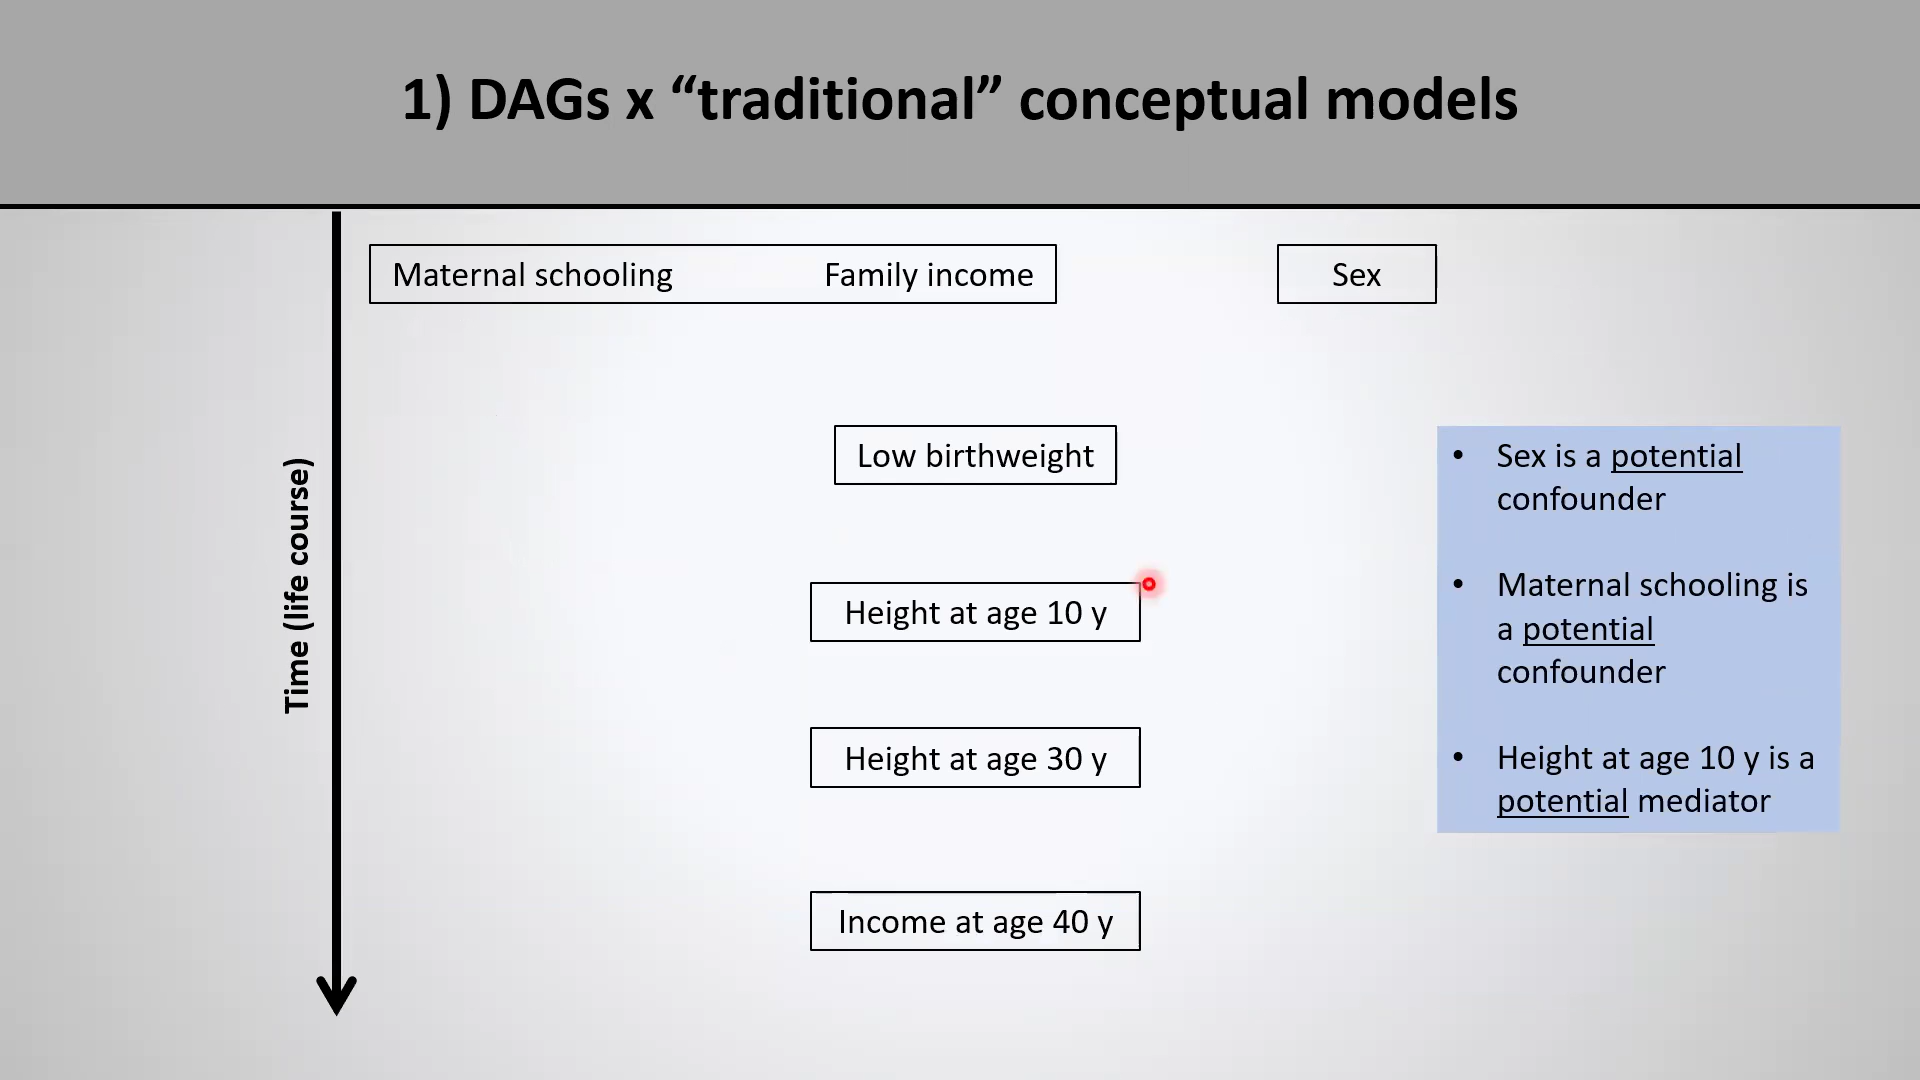 1) DAGs x “traditional” conceptual models
Maternal schooling Family income
Sex
Time (life course)
Low birthweight
Height at age 10 y
Height at age 30 y
Income at age 40 y
• Sex is a potential
confounder
• Maternal schooling is
a potential
confounder
• Height at age 10 y is a
potential mediator